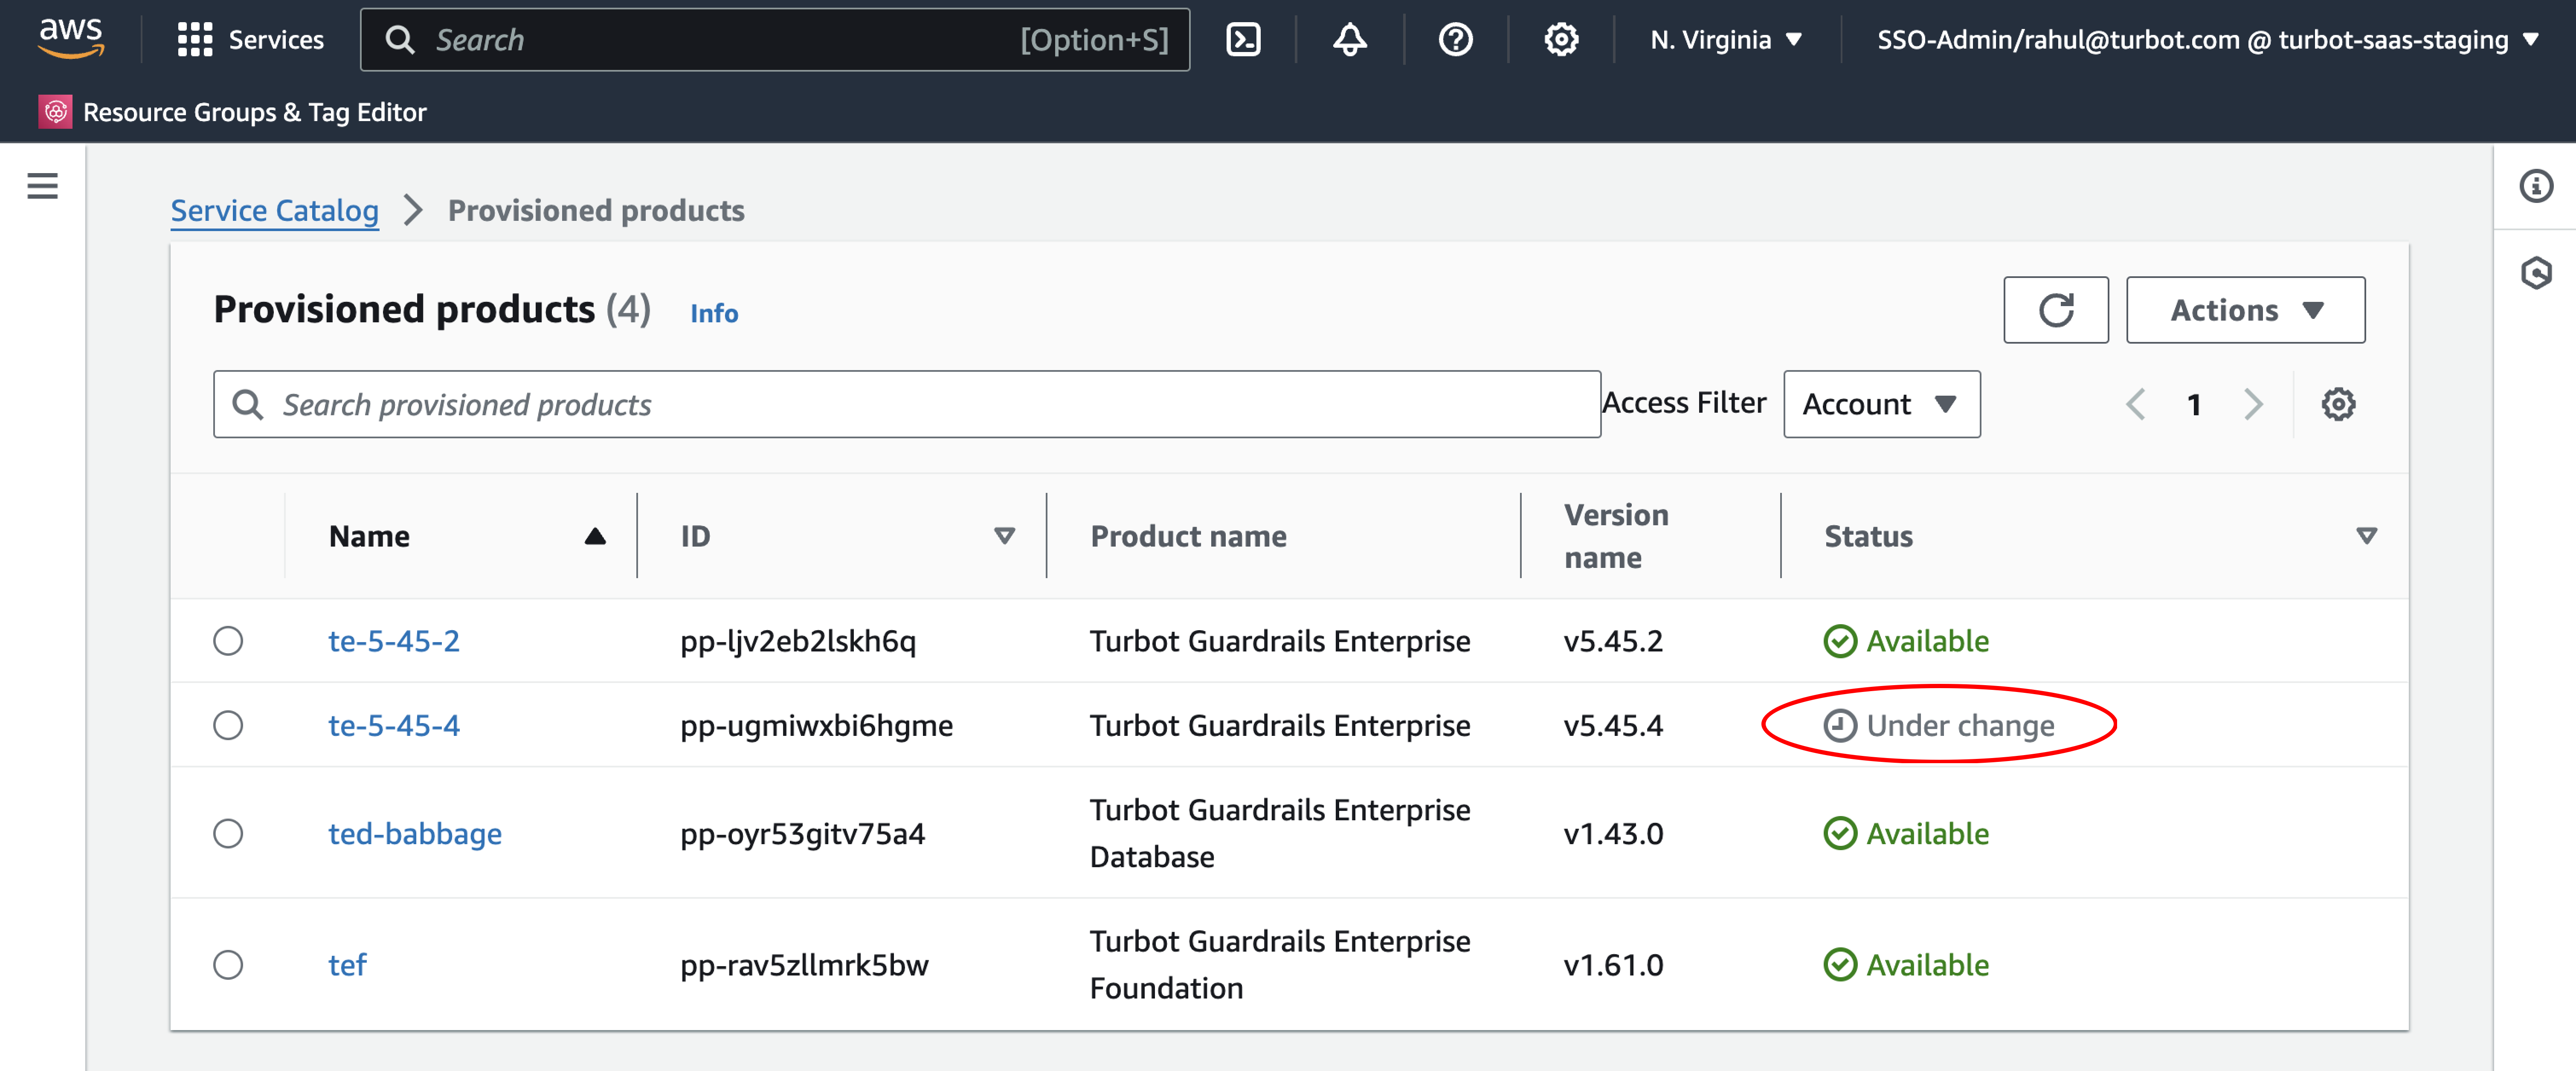 aws
Services
Search
[Option+S]
N. Virginia
SSO-Admin/rahul@turbot.com @ turbot-saas-staging
Resource Groups & Tag Editor
Service Catalog
Provisioned products
Provisioned products (4)
Info
Actions
Search provisioned products
Access Filter
Account
1
Name
ID
Product name
Version
name
Status
te-5-45-2
pp-ljv2eb2lskh6q
Turbot Guardrails Enterprise
v5.45.2
Available
te-5-45-4
pp-ugmiwxbi6hgme
Turbot Guardrails Enterprise
v5.45.4
Under change
ted-babbage
pp-oyr53gitv75a4
Turbot Guardrails Enterprise
Database
v1.43.0
Available
tef
pp-rav5zllmrk5bw
Turbot Guardrails Enterprise
Foundation
v1.61.0
Available